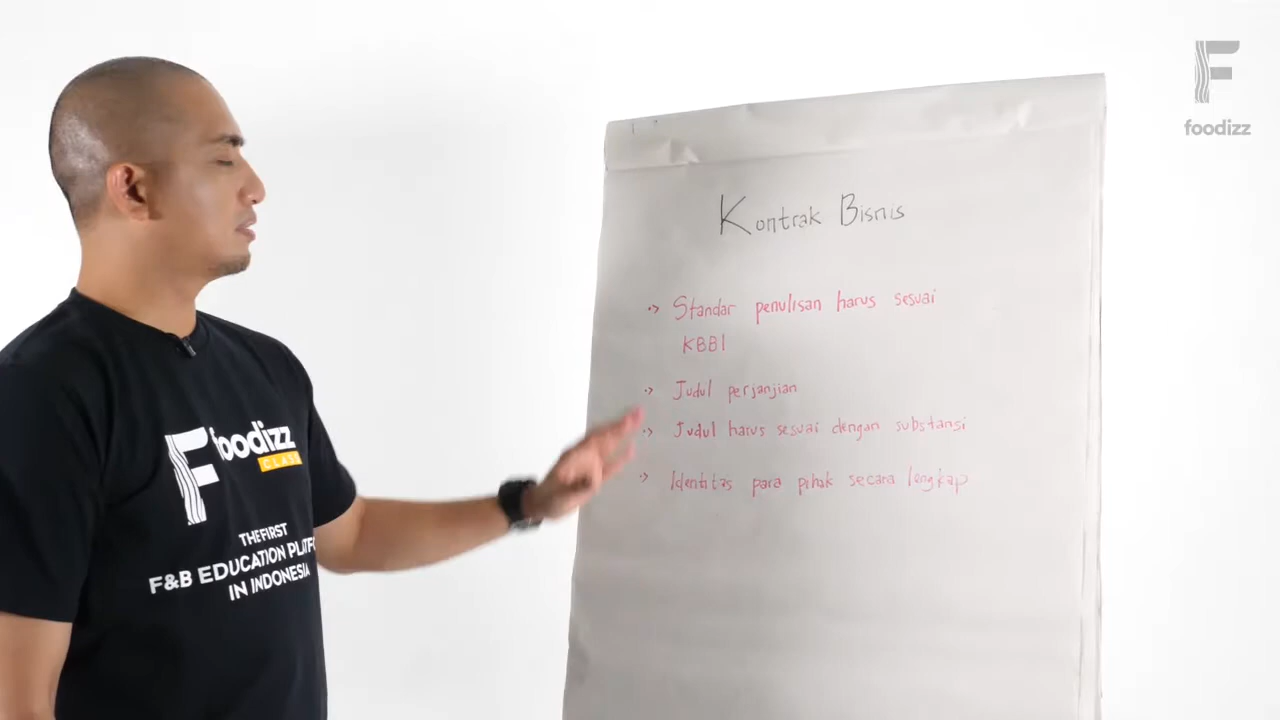 foodizz
Kontrak Bisnis
·> Standar penulisan harus sesuai
KBBI
·> Judul perjanjian
·> Judul harus sesuai dengan substansi
·> Identitas para pihak secara lengkap
foodizz
CLASS
THE FIRST
F&B EDUCATION PLATFO
IN INDONESIA